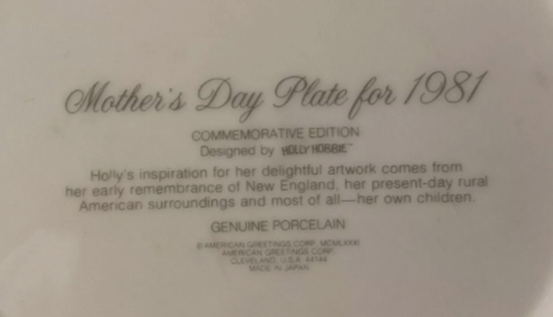 Mother's Day Plate for 1981
COMMEMORATIVE EDITION
Designed by HOLLY HOBBIE™
Holly's inspiration for her delightful artwork comes from
her early remembrance of New England, her present-day rural
American surroundings and most of all—her own children.
GENUINE PORCELAIN
© AMERICAN GREETINGS CORP. MCMLXXXI
AMERICAN GREETINGS CORP.
CLEVELAND, U.S.A. 44144
MADE IN JAPAN